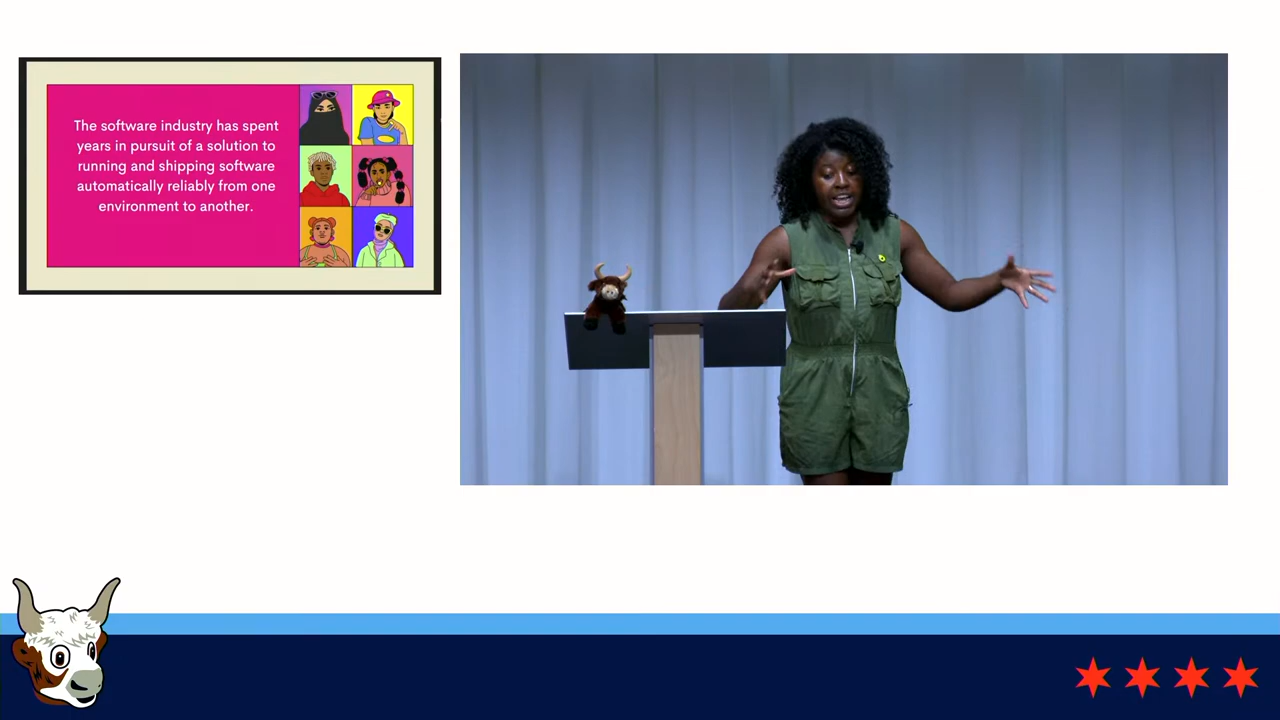 The software industry has spent
years in pursuit of a solution to
running and shipping software
automatically reliably from one
environment to another.